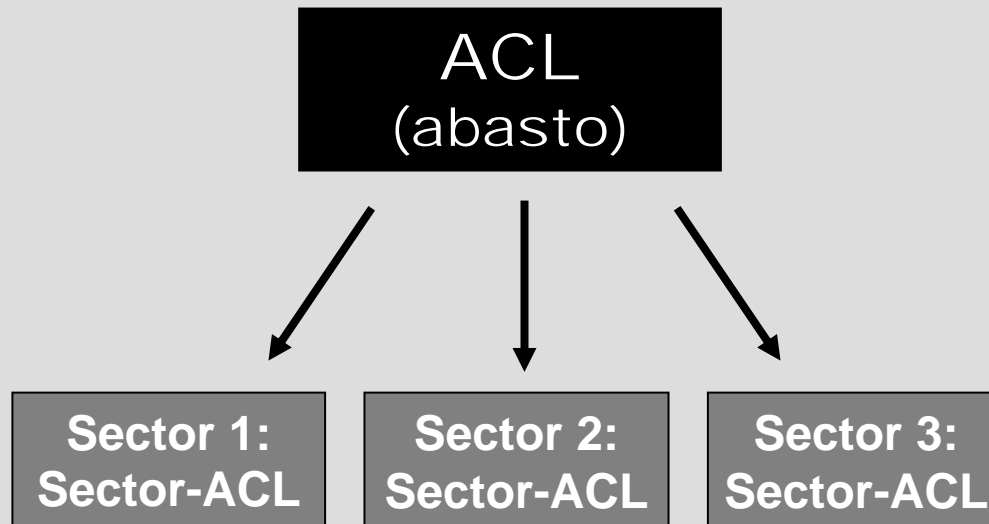 ACL
(abasto)
Sector 1:
Sector-ACL
Sector 2:
Sector-ACL
Sector 3:
Sector-ACL